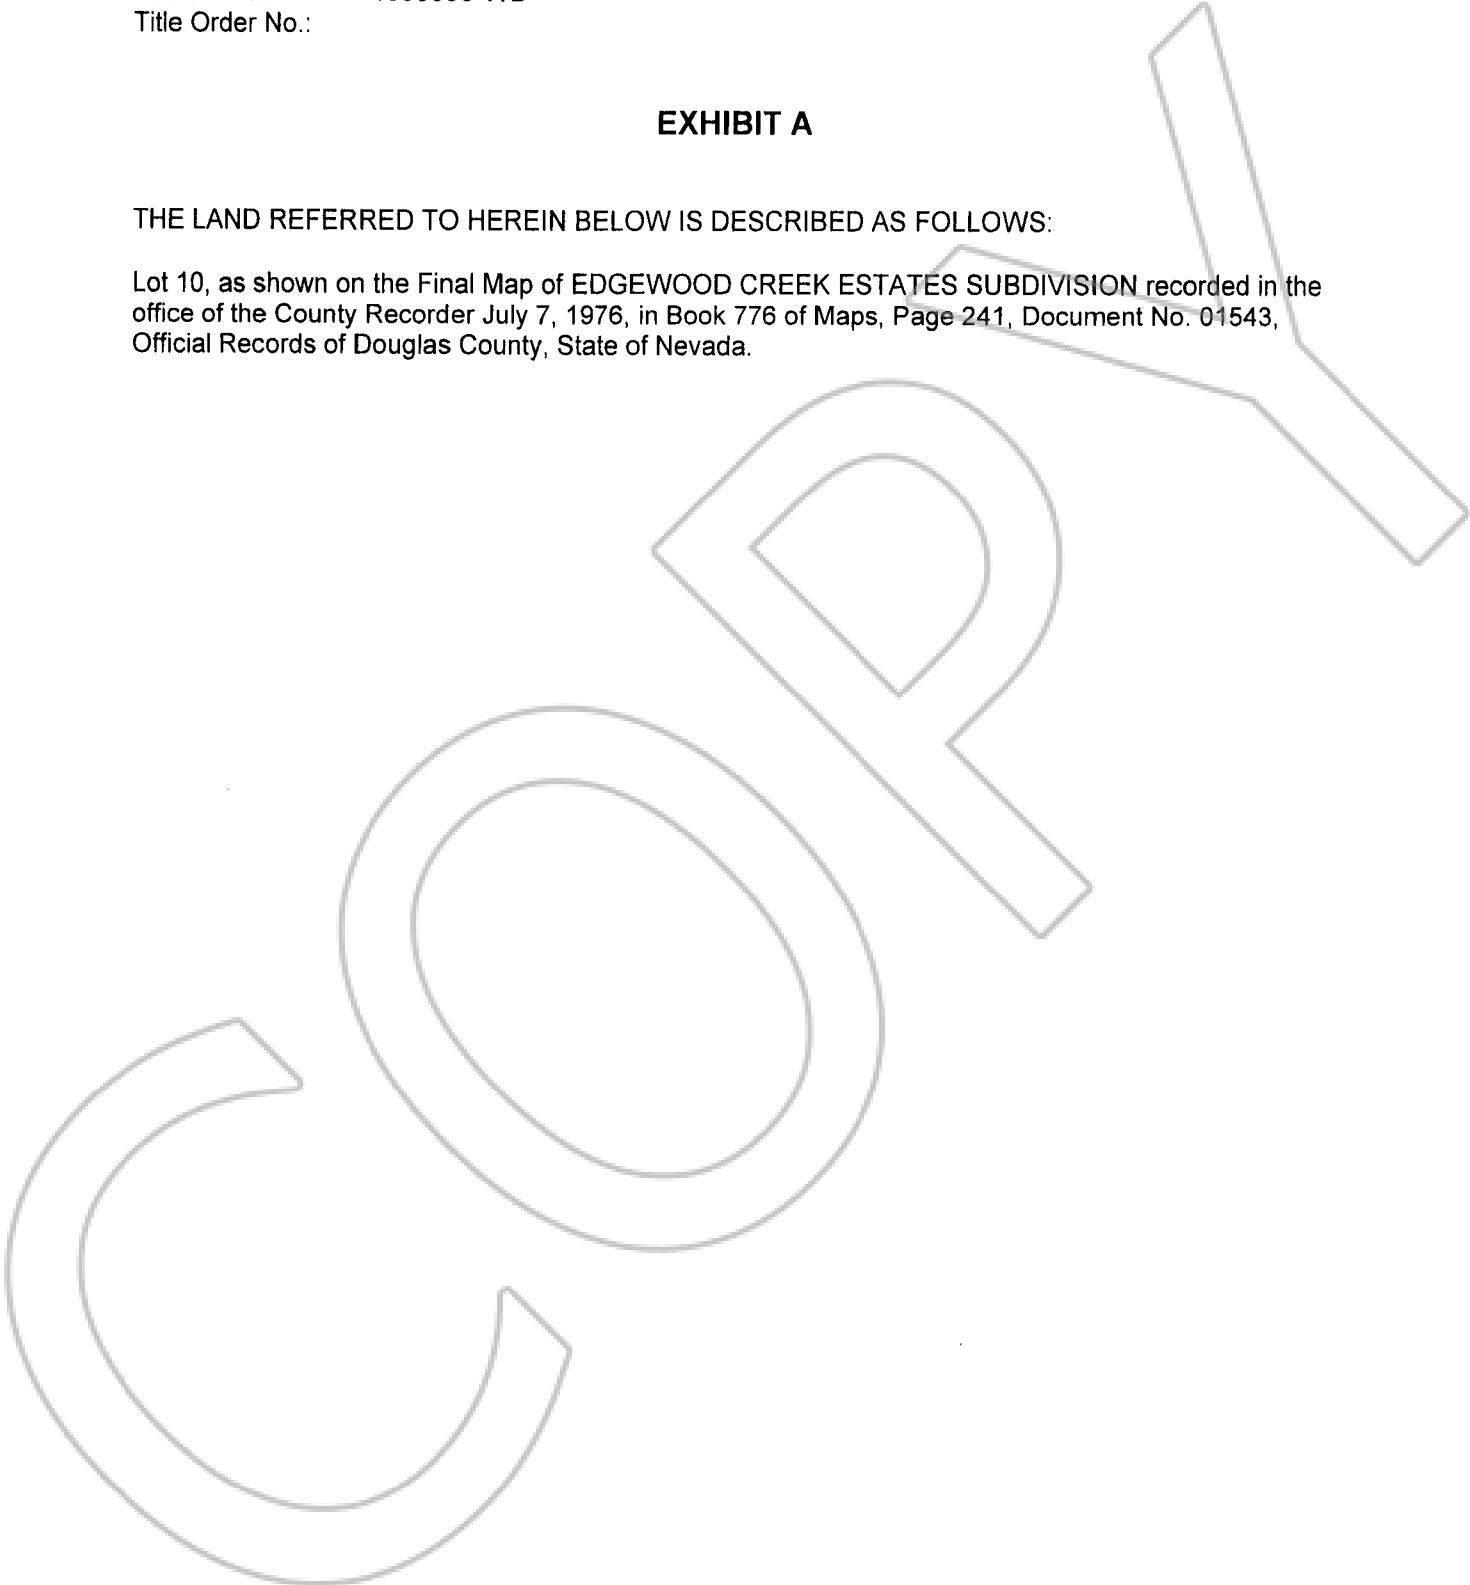 Title Order No.:
EXHIBIT A
THE LAND REFERRED TO HEREIN BELOW IS DESCRIBED AS FOLLOWS:
Lot 10, as shown on the Final Map of EDGEWOOD CREEK ESTATES SUBDIVISION recorded in the
office of the County Recorder July 7, 1976, in Book 776 of Maps, Page 241, Document No. 01543,
Official Records of Douglas County, State of Nevada.
COPY